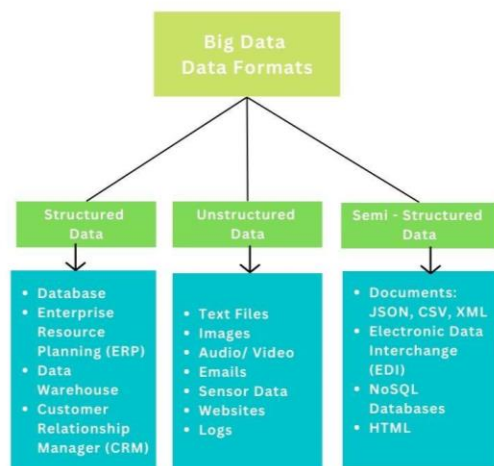 Big Data
Data Formats
Structured
Data
Unstructured
Data
Semi - Structured
Data
• Database
• Enterprise
Resource
Planning (ERP)
• Data
Warehouse
• Customer
Relationship
Manager (CRM)
• Text Files
• Images
• Audio/ Video
• Emails
• Sensor Data
• Websites
• Logs
• Documents:
JSON, CSV, XML
• Electronic Data
Interchange
(EDI)
• NoSQL
Databases
• HTML